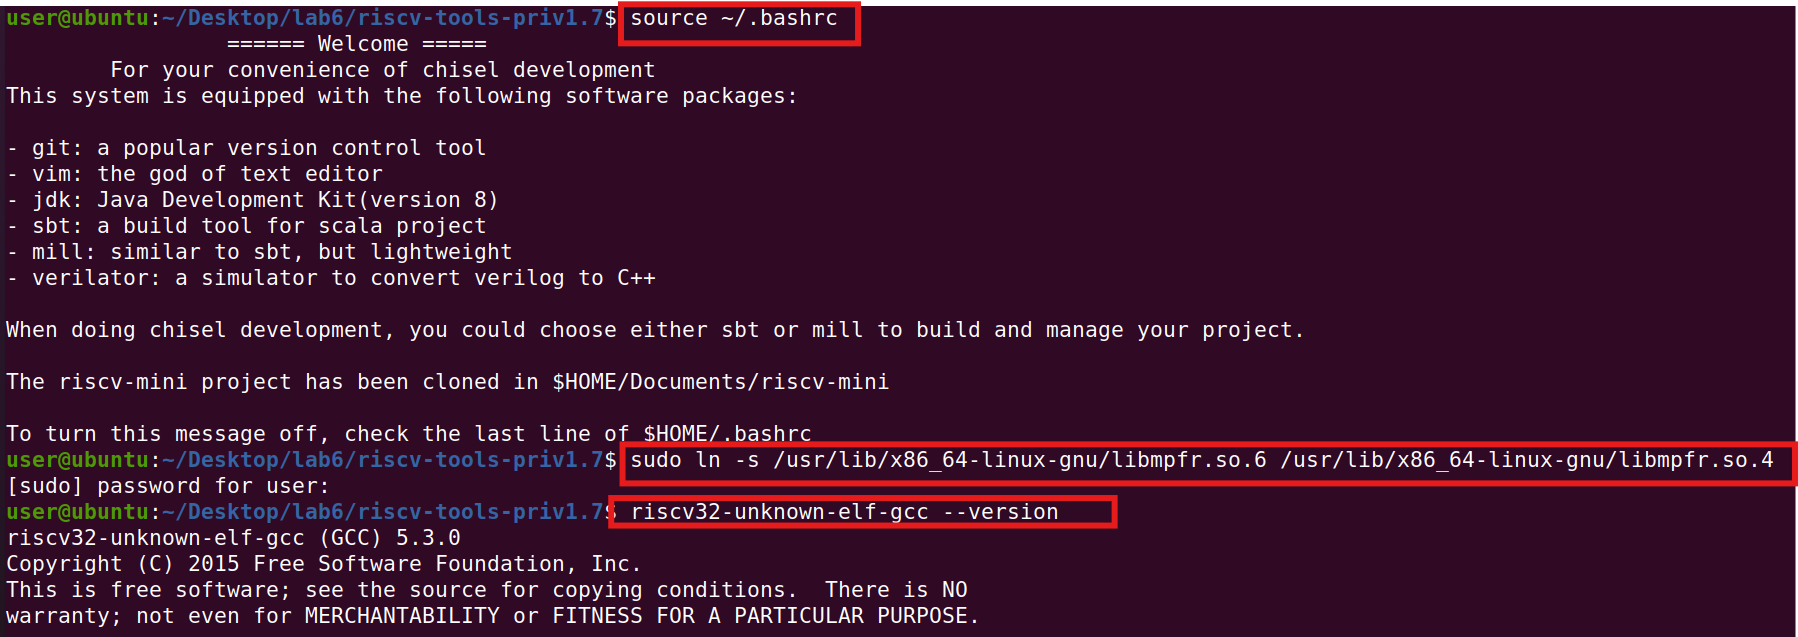 user@ubuntu:~/Desktop/lab6/riscv-tools-priv1.7$ source ~/.bashrc
                 ====== Welcome =====
        For your convenience of chisel development
This system is equipped with the following software packages:

- git: a popular version control tool
- vim: the god of text editor
- jdk: Java Development Kit(version 8)
- sbt: a build tool for scala project
- mill: similar to sbt, but lightweight
- verilator: a simulator to convert verilog to C++

When doing chisel development, you could choose either sbt or mill to build and manage your project.

The riscv-mini project has been cloned in $HOME/Documents/riscv-mini

To turn this message off, check the last line of $HOME/.bashrc
user@ubuntu:~/Desktop/lab6/riscv-tools-priv1.7$ sudo ln -s /usr/lib/x86_64-linux-gnu/libmpfr.so.6 /usr/lib/x86_64-linux-gnu/libmpfr.so.4
[sudo] password for user:
user@ubuntu:~/Desktop/lab6/riscv-tools-priv1.7$ riscv32-unknown-elf-gcc --version
riscv32-unknown-elf-gcc (GCC) 5.3.0
Copyright (C) 2015 Free Software Foundation, Inc.
This is free software; see the source for copying conditions.  There is NO
warranty; not even for MERCHANTABILITY or FITNESS FOR A PARTICULAR PURPOSE.